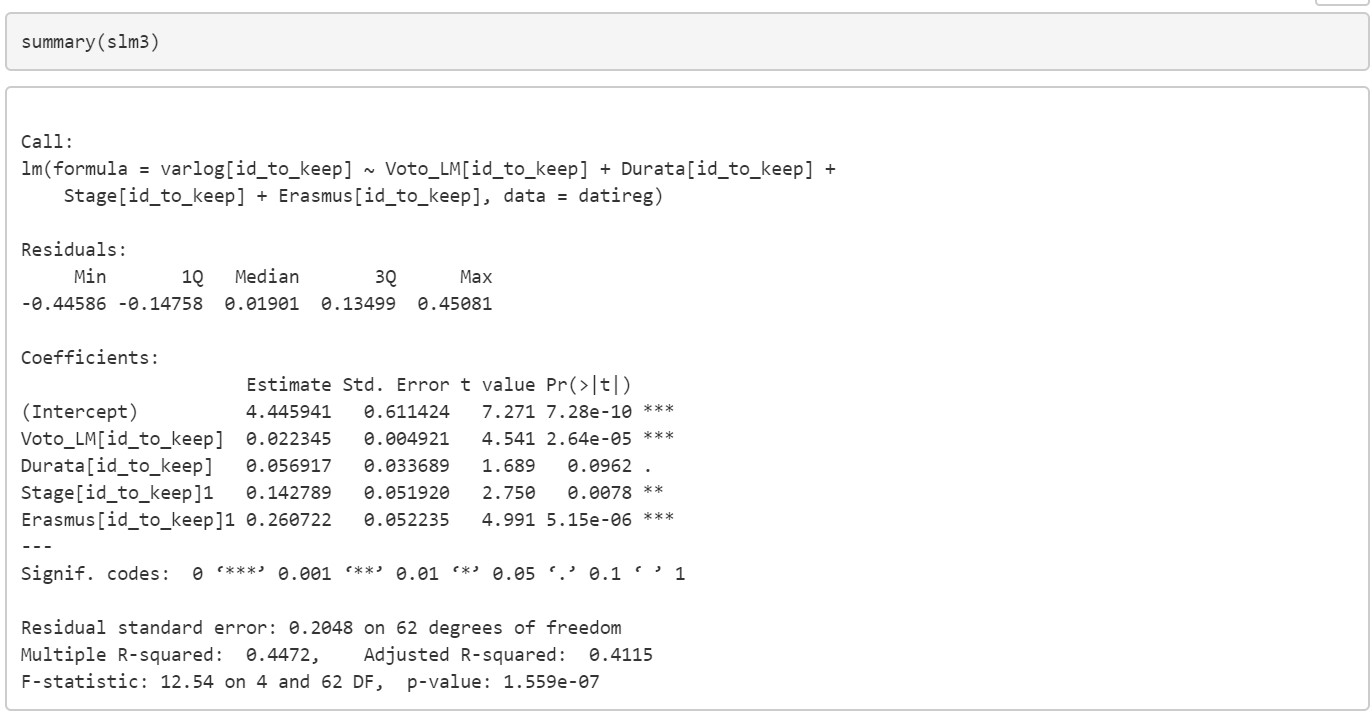 summary(slm3)
Call:
lm(formula = varlog[id_to_keep] ~ Voto_LM[id_to_keep] + Durata[id_to_keep] +
    Stage[id_to_keep] + Erasmus[id_to_keep], data = datireg)
Residuals:
     Min       1Q   Median       3Q      Max
-0.44586 -0.14758  0.01901  0.13499  0.45081
Coefficients:
                     Estimate Std. Error t value Pr(>|t|)
(Intercept)          4.445941   0.611424   7.271 7.28e-10 ***
Voto_LM[id_to_keep]  0.022345   0.004921   4.541 2.64e-05 ***
Durata[id_to_keep]   0.056917   0.033689   1.689   0.0962 .
Stage[id_to_keep]1   0.142789   0.051920   2.750   0.0078 **
Erasmus[id_to_keep]1 0.260722   0.052235   4.991 5.15e-06 ***
---
Signif. codes:  0 ‘***’ 0.001 ‘**’ 0.01 ‘*’ 0.05 ‘.’ 0.1 ‘ ’ 1
Residual standard error: 0.2048 on 62 degrees of freedom
Multiple R-squared:  0.4472,    Adjusted R-squared:  0.4115
F-statistic: 12.54 on 4 and 62 DF,  p-value: 1.559e-07